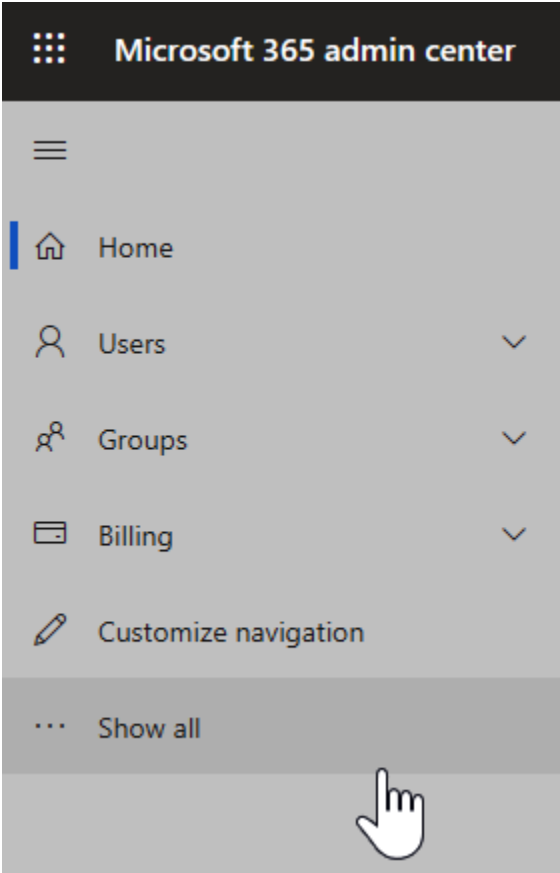 Microsoft 365 admin center
Home
Users
Groups
Billing
Customize navigation
Show all